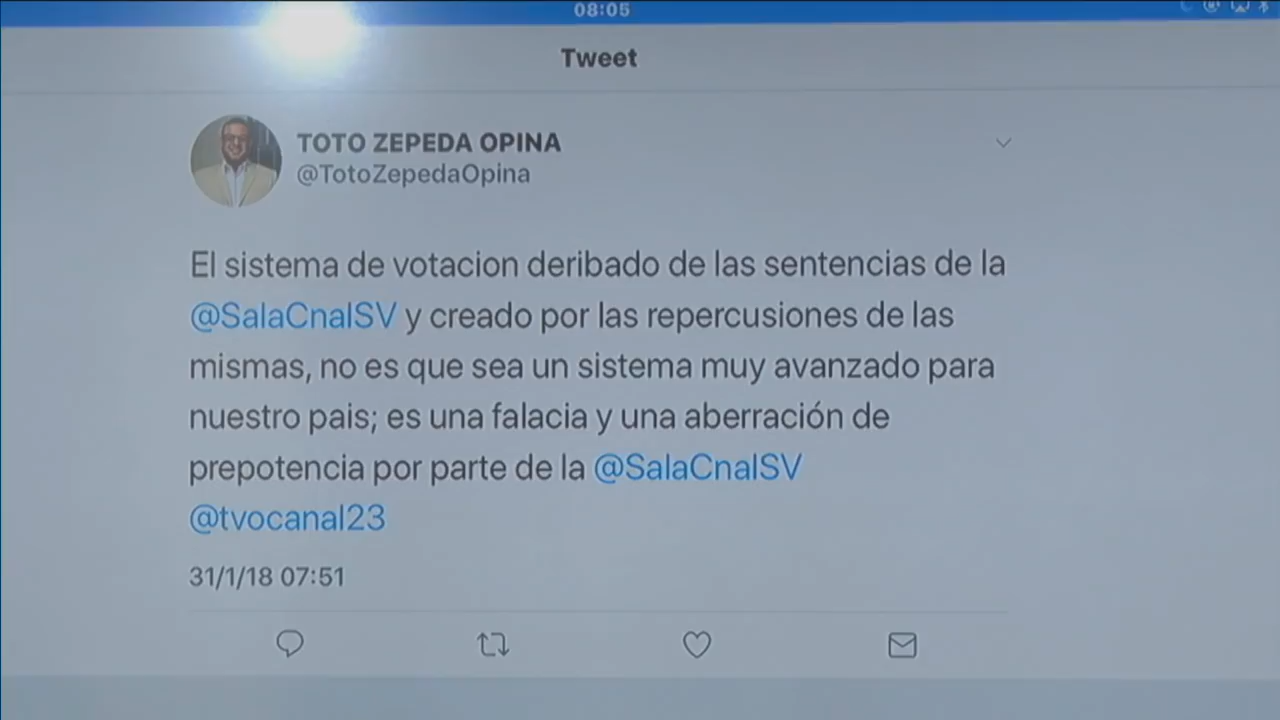 08:05
Tweet
TOTO ZEPEDA OPINA
@TotoZepedaOpina
El sistema de votacion deribado de las sentencias de la
@SalaCnalSV y creado por las repercusiones de las
mismas, no es que sea un sistema muy avanzado para
nuestro pais; es una falacia y una aberración de
prepotencia por parte de la @SalaCnalSV
@tvocanal23
31/1/18 07:51